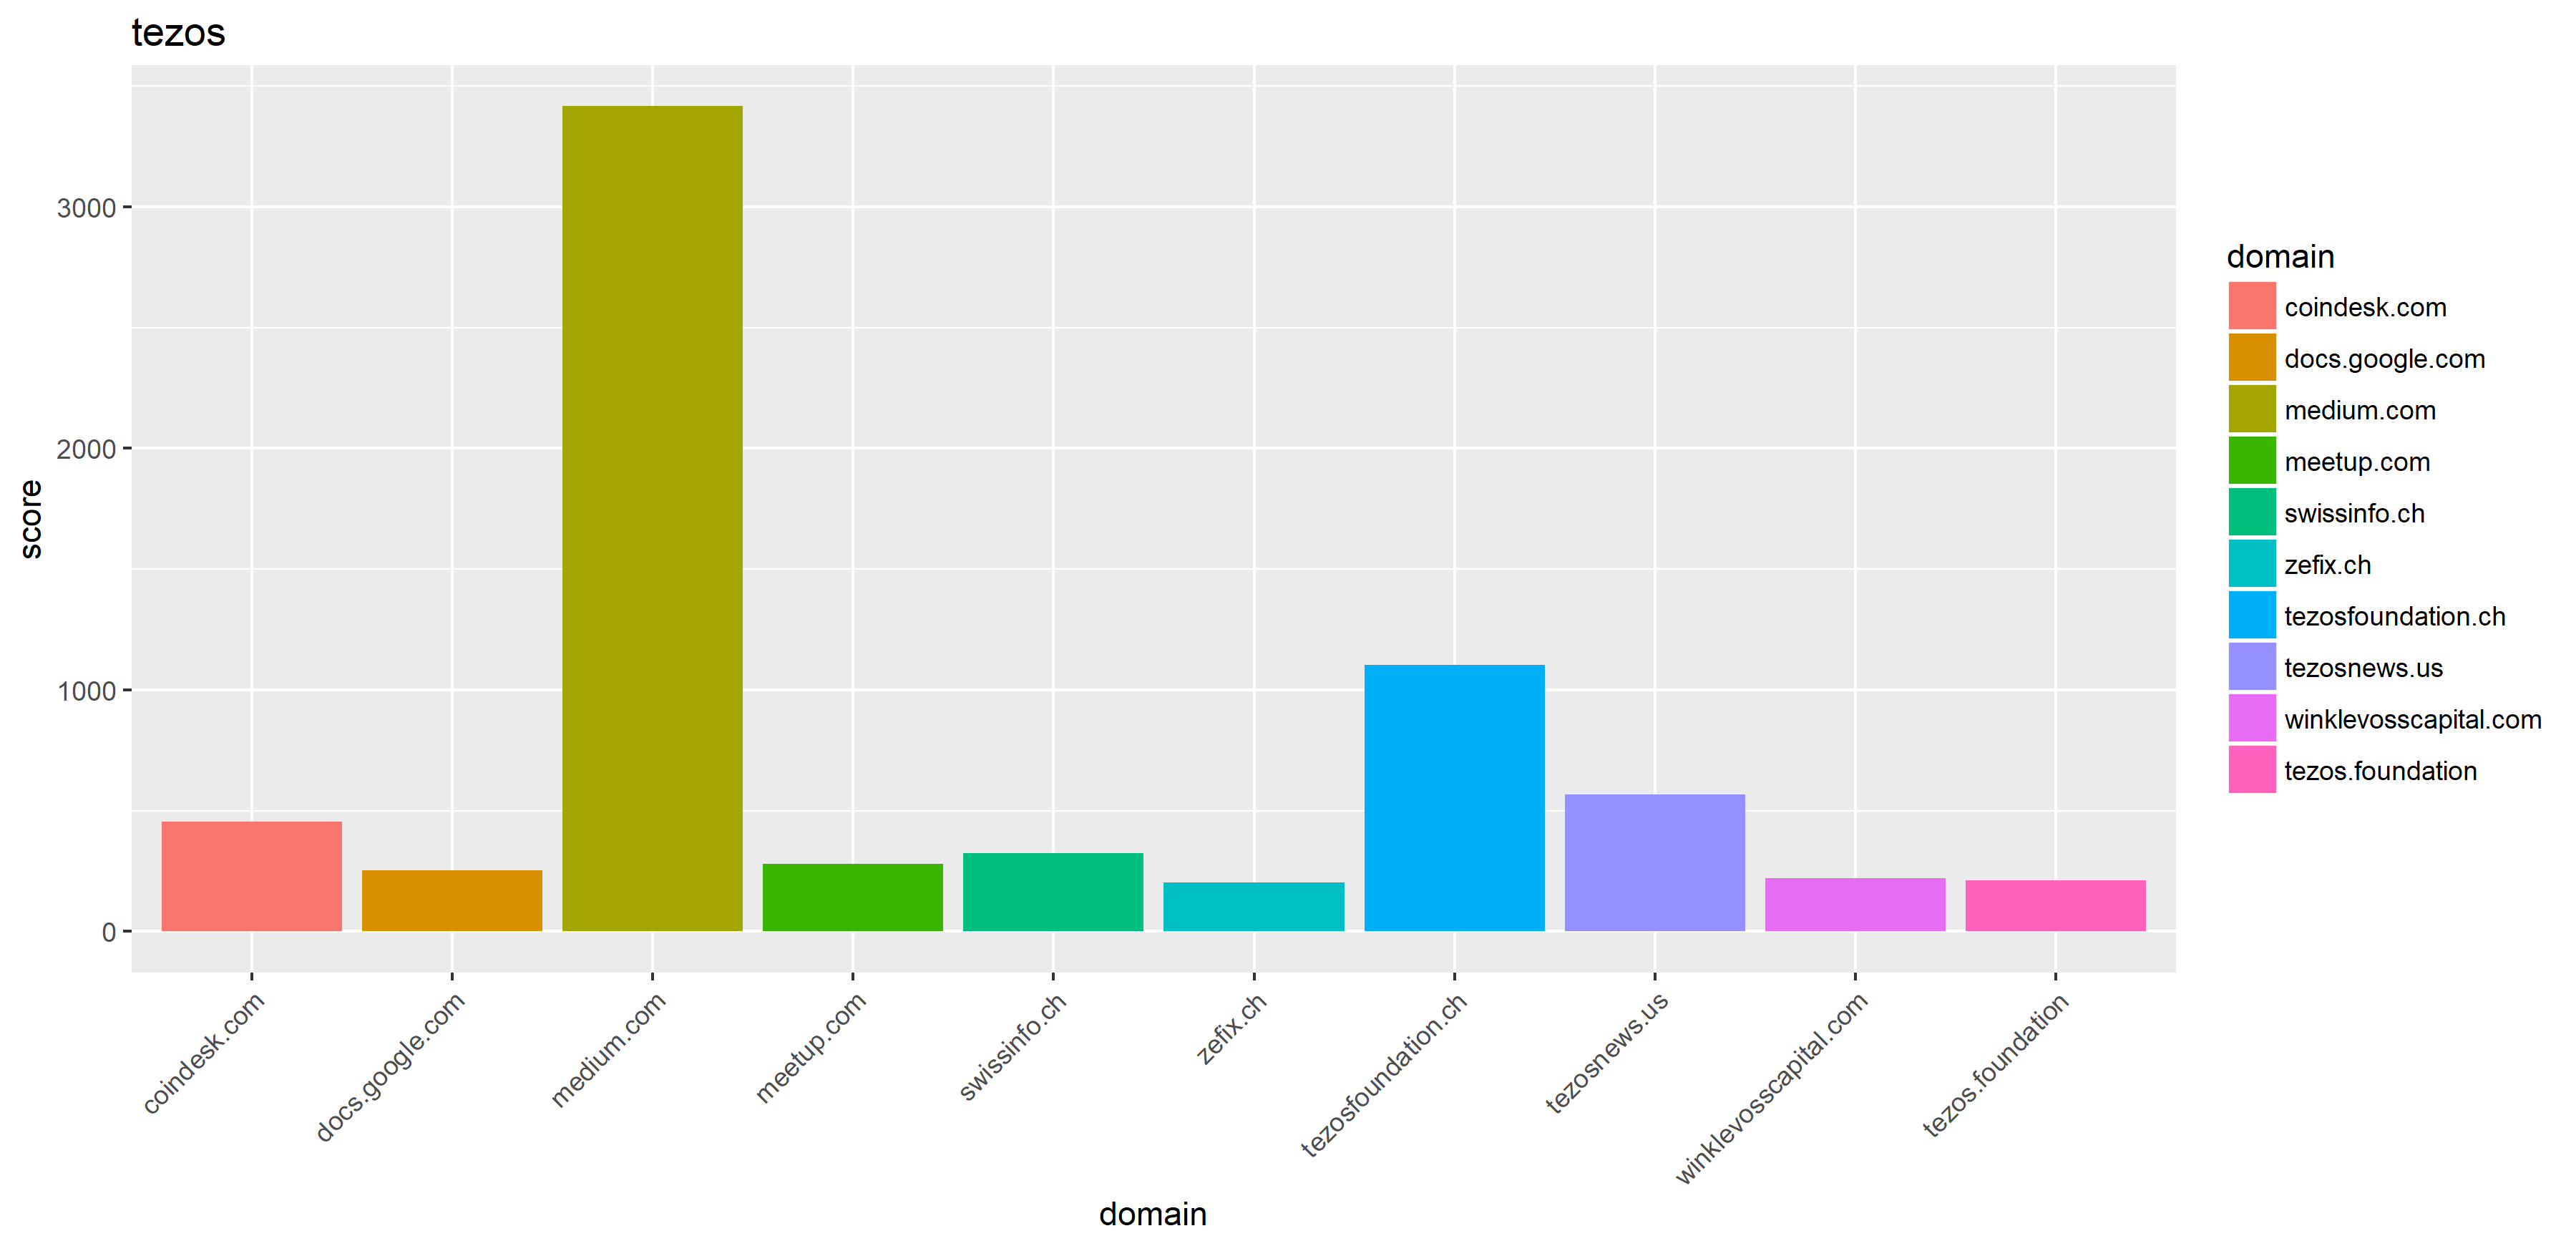 tezos
score
3000
2000
1000
0
coindesk.com
docs.google.com
medium.com
meetup.com
swissinfo.ch
zefix.ch
tezosfoundation.ch
tezosnews.us
winklevosscapital.com
tezos.foundation
domain
domain
coindesk.com
docs.google.com
medium.com
meetup.com
swissinfo.ch
zefix.ch
tezosfoundation.ch
tezosnews.us
winklevosscapital.com
tezos.foundation